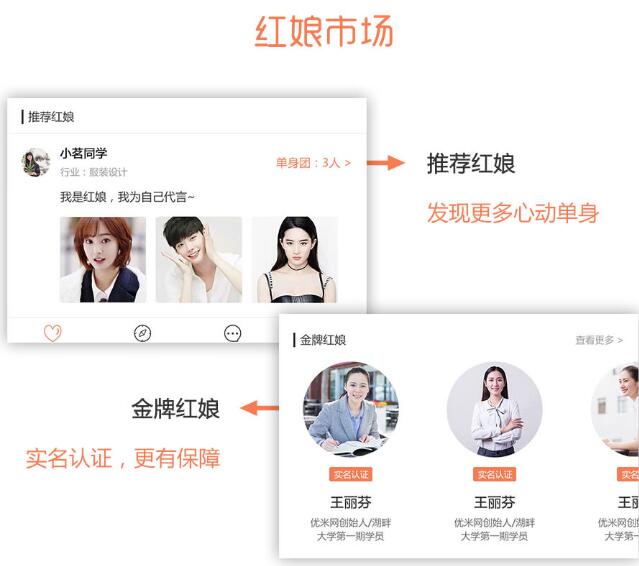 红娘市场
推荐红娘
小茗同学
行业：服装设计
单身团：3人 >
我是红娘，我为自己代言~
推荐红娘
发现更多心动单身
金牌红娘
查看更多 >
金牌红娘
实名认证，更有保障
实名认证
实名认证
实名
王丽芬
王丽芬
王丽
优米网创始人/湖畔
大学第一期学员
优米网创始人/湖畔
大学第一期学员
优米网创
大学第